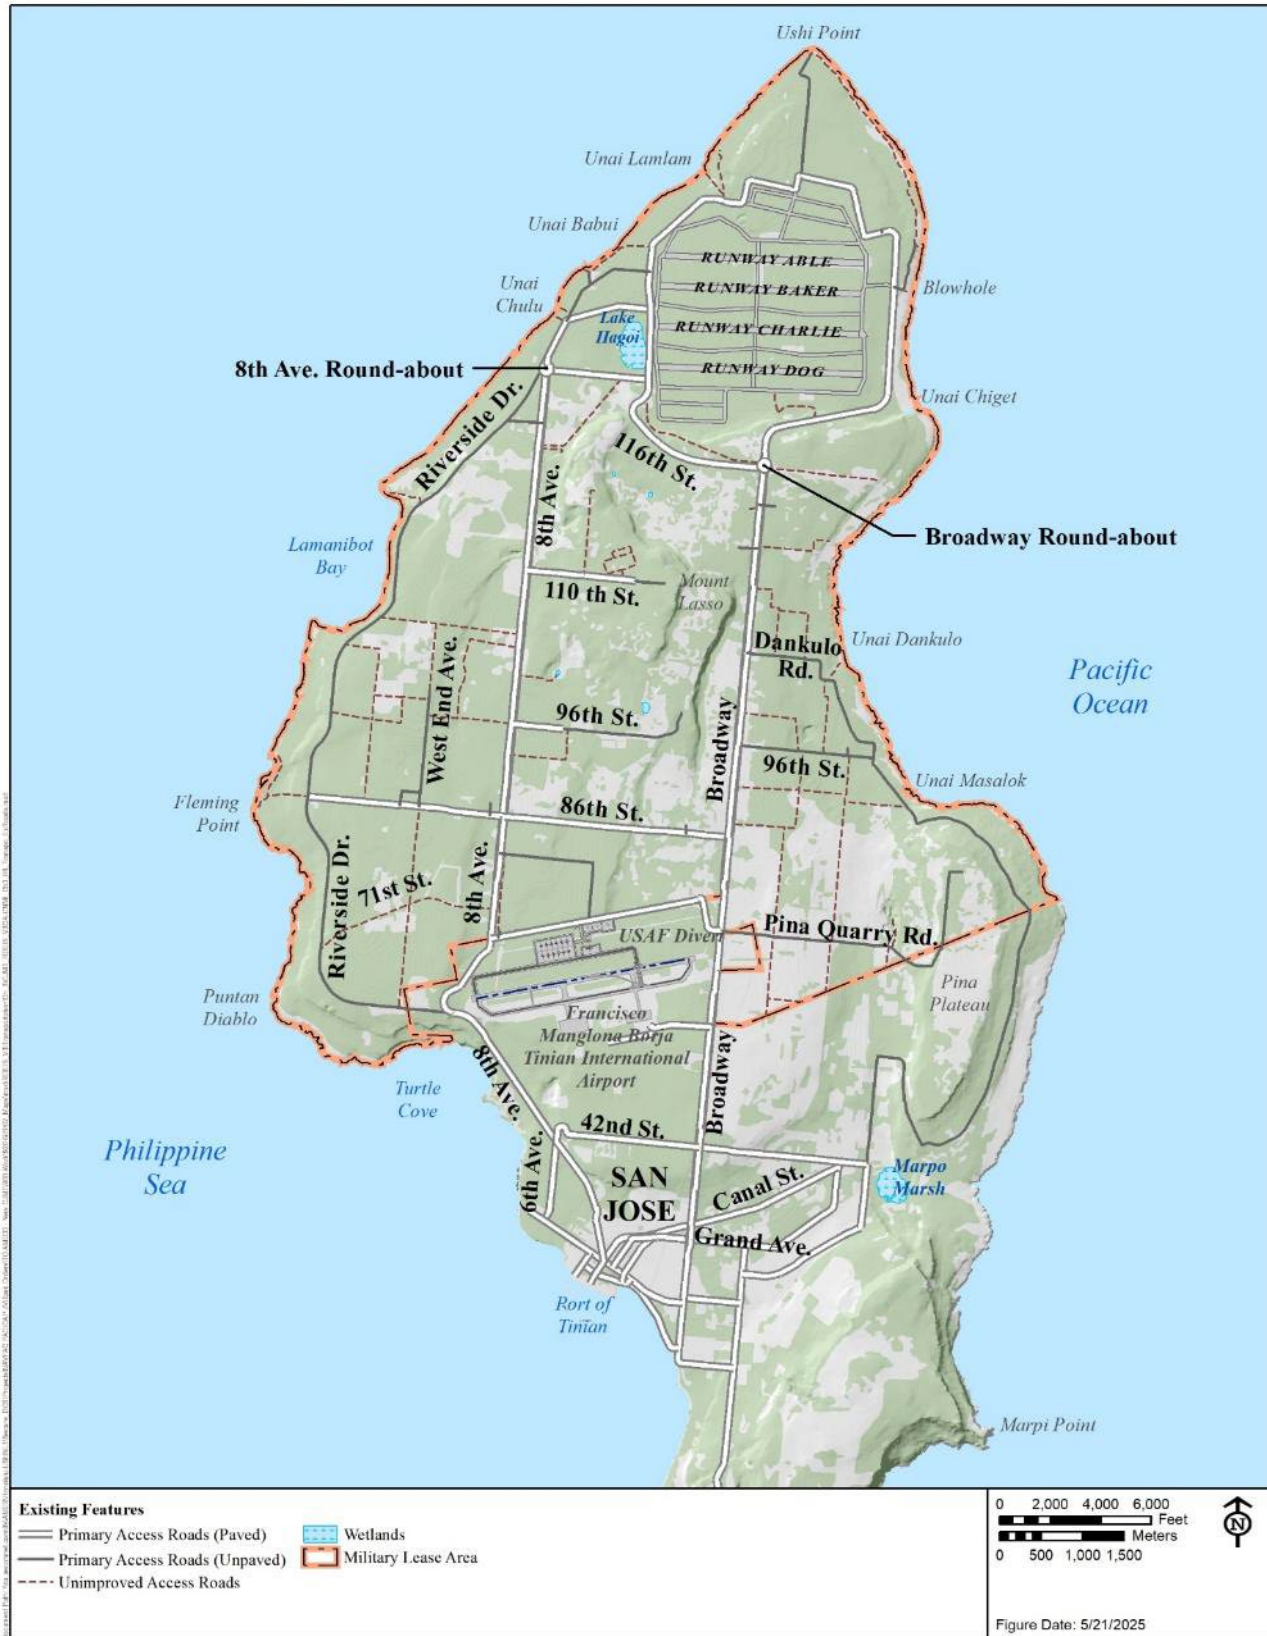 Ushi Point
Unai Lamlam
Unai Babui
RUNWAY ABLE
Unai
Chulu
RUNWAY BAKER
Blowhole
Lake
Hagoi
RUNWAY CHARLIE
8th Ave. Round-about
RUNWAY DOG
Unai Chiget
Riverside Dr.
116th St.
8th Ave.
Broadway Round-about
Lamanibot
Bay
110 th St.
Mount
Lasso
Dankulo
Rd.
Unai Dankulo
Pacific
Ocean
West End Ave.
96th St.
Broadway
96th St.
Unai Masalok
Fleming
Point
86th St.
Riverside Dr.
71st St.
8th Ave.
USAF Divert
Pina Quarry Rd.
Pina
Plateau
Puntan
Diablo
Francisco
Manglona Borja
Tinian International
Airport
8th Ave.
Broadway
Turtle
Cove
42nd St.
Philippine
Sea
6th Ave.
SAN
JOSE
Canal St.
Marpo
Marsh
Grand Ave.
Port of
Tinian
Marpi Point
Existing Features
Primary Access Roads (Paved)
Primary Access Roads (Unpaved)
Unimproved Access Roads
Wetlands
Military Lease Area
0 2,000 4,000 6,000
Feet
Meters
0 500 1,000 1,500
N
Figure Date: 5/21/2025